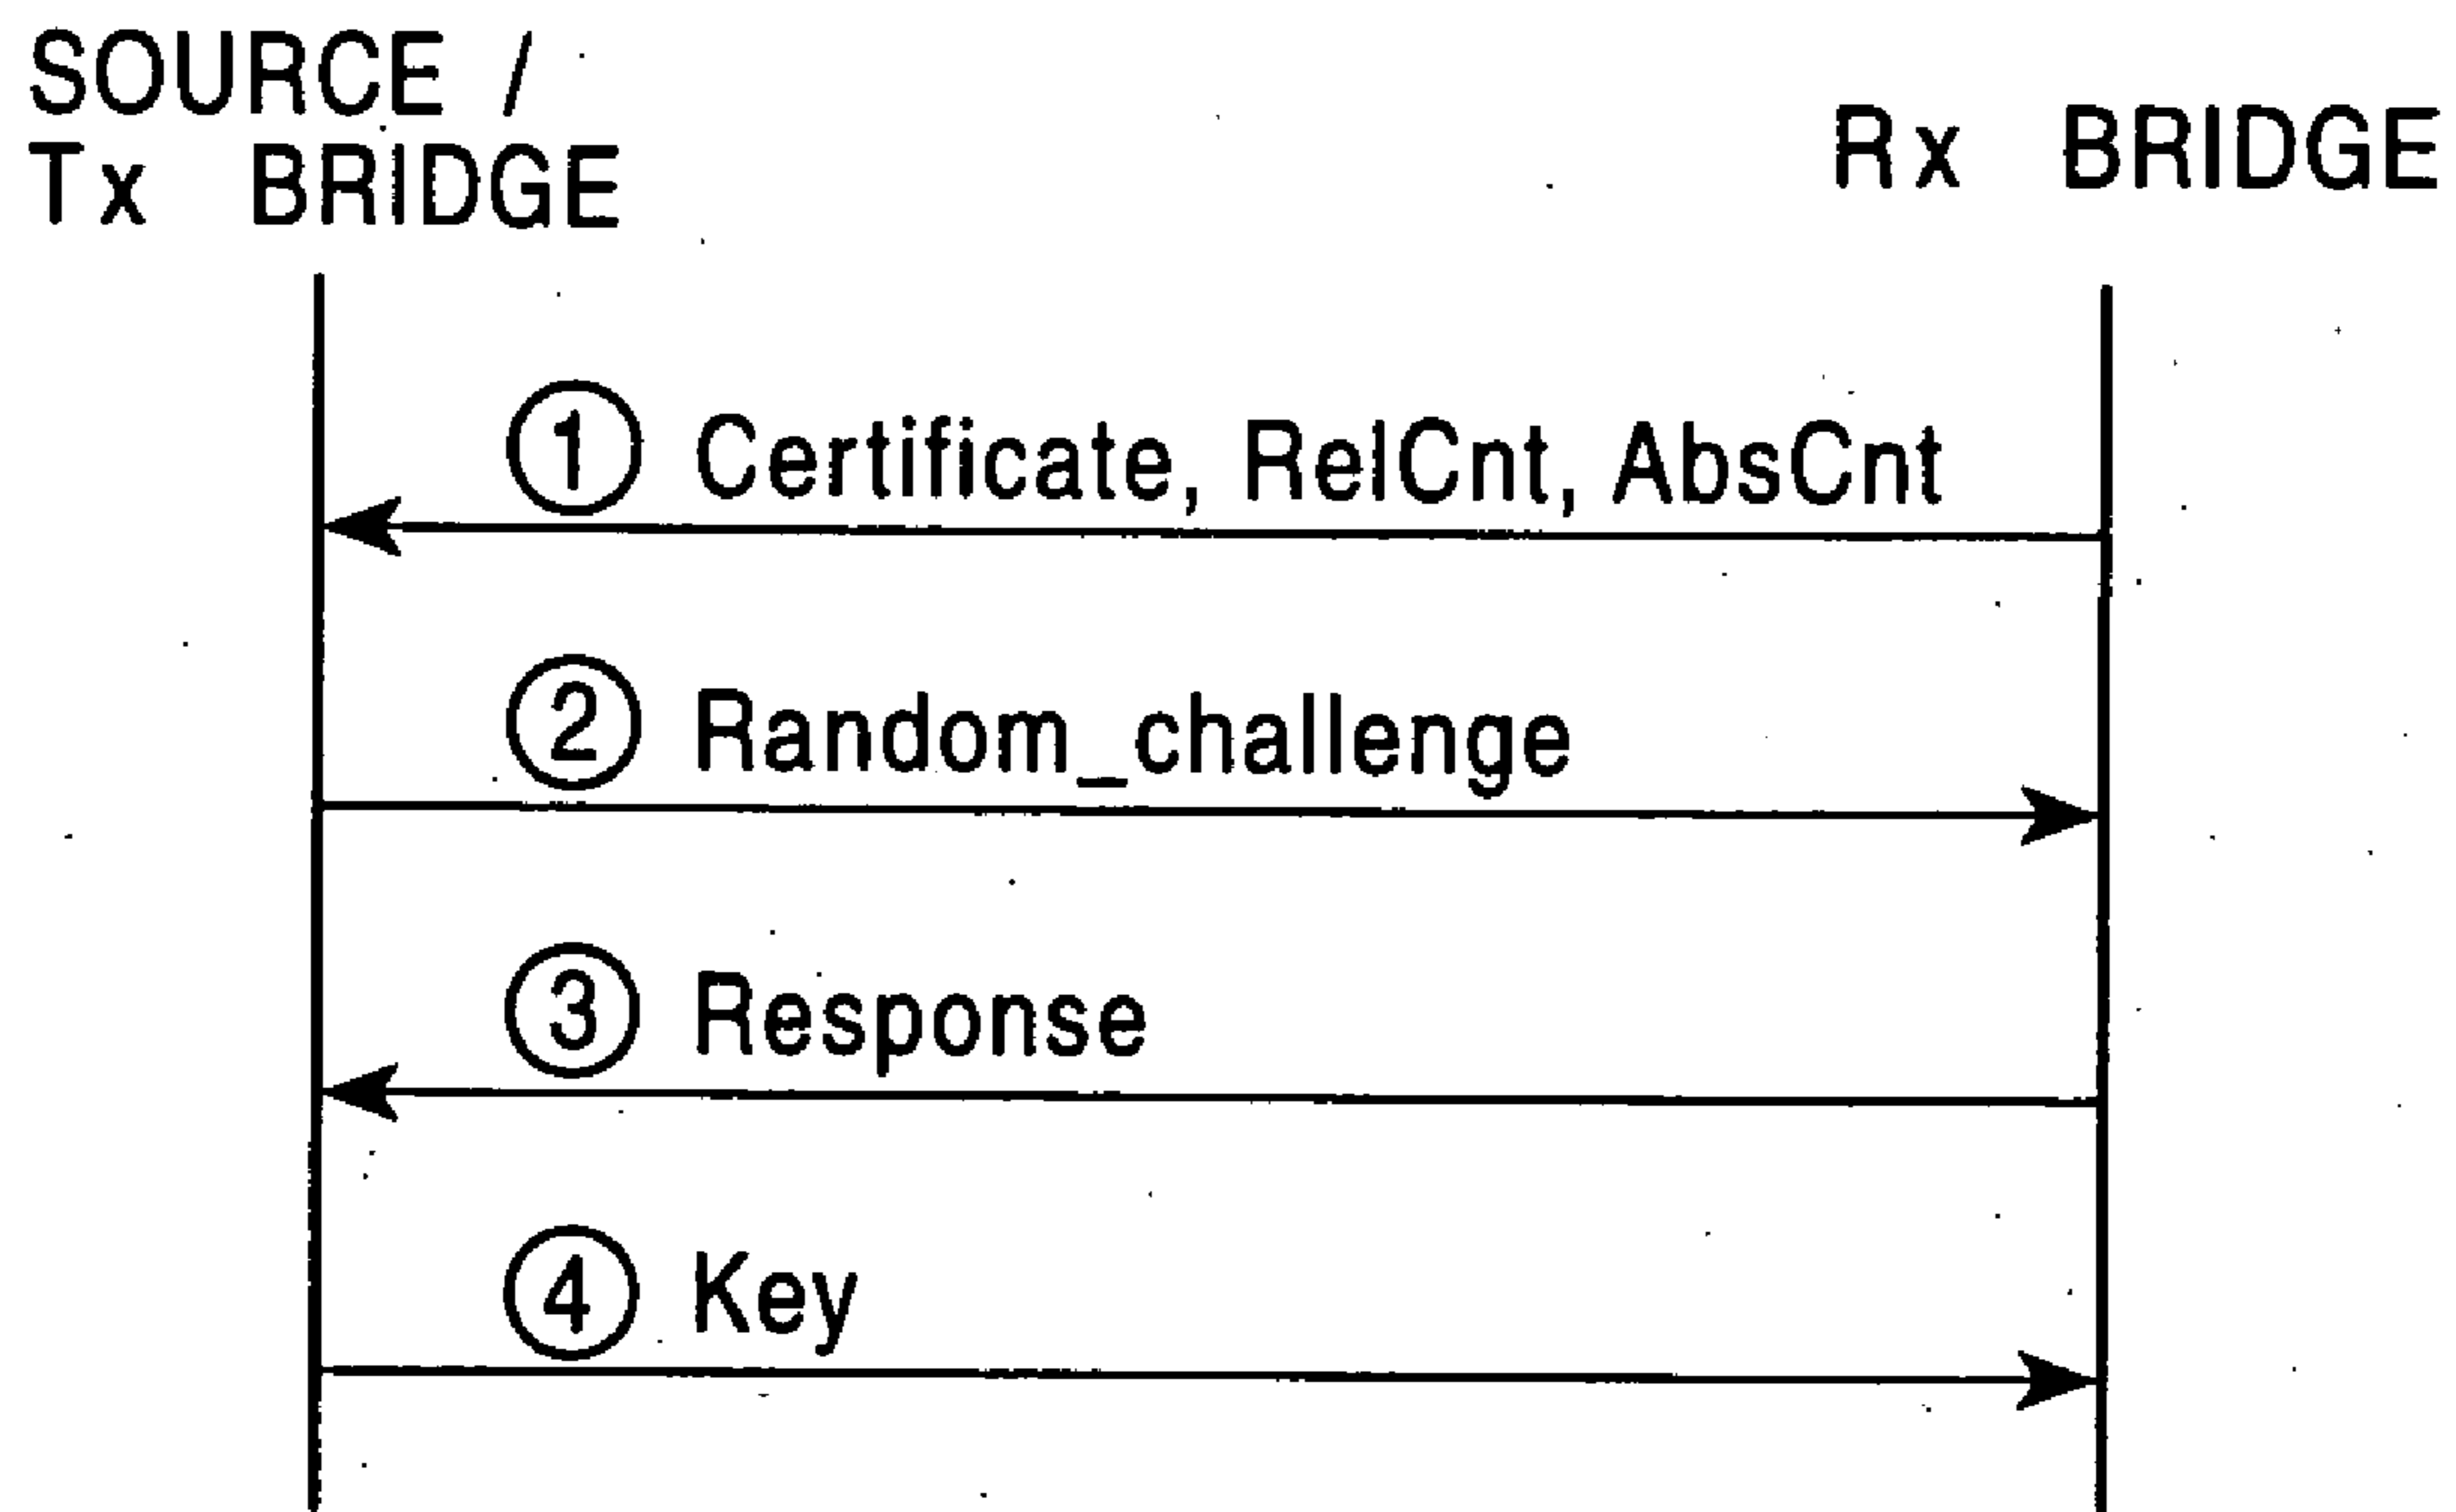 SOURCE /
Tx BRIDGE
Rx BRIDGE
① Certificate, RelCnt, AbsCnt
② Random_challenge
③ Response
④ Key